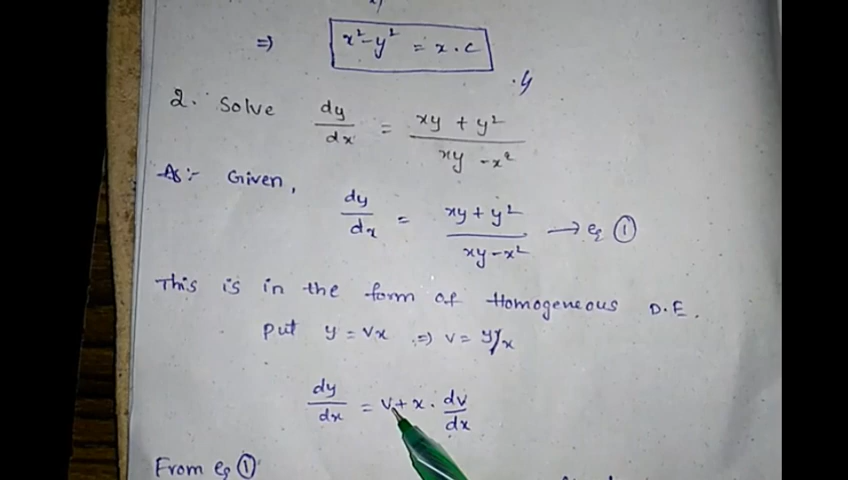 ⇒ x² - y² = x · c
2. Solve dy/dx = (xy + y²)/(xy - x²)
As:- Given,
dy/dx = (xy + y²)/(xy - x²) → eq ①
This is in the form of Homogeneous D.E.
put y = vx ⇒ v = y/x
dy/dx = v + x · dv/dx
From eq ①